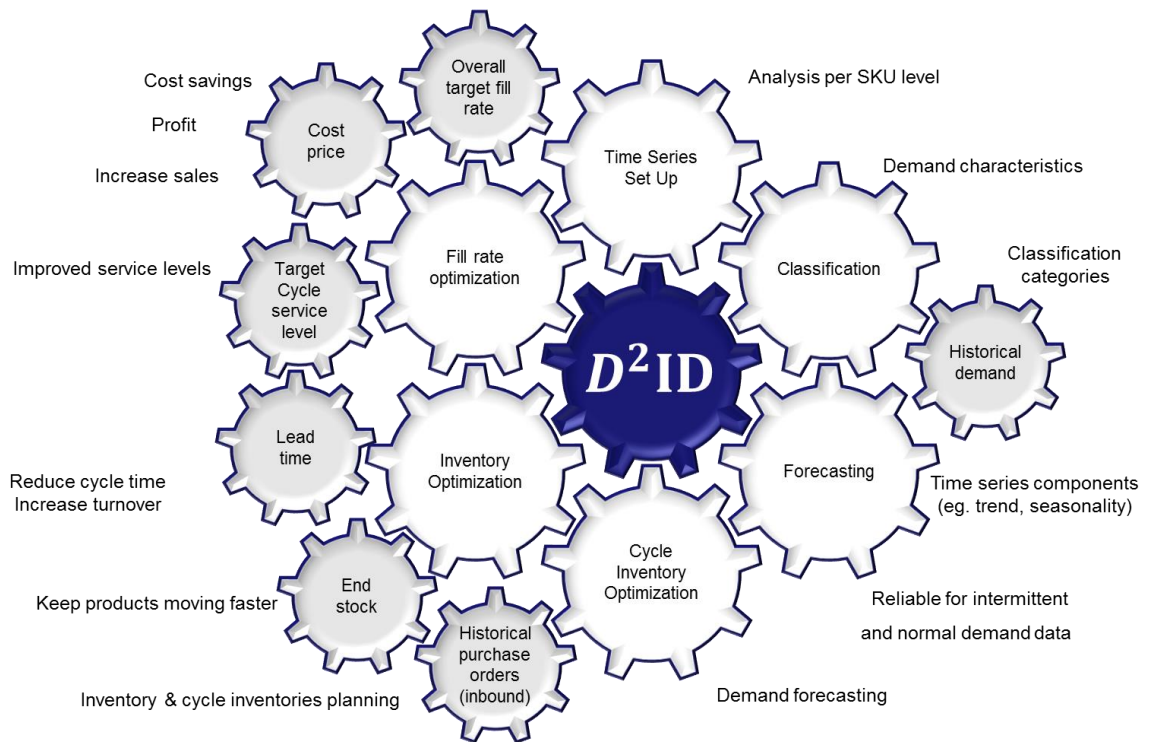 Overall
target fill
rate
Cost savings
Analysis per SKU level
Profit
Cost
price
Time Series
Set Up
Increase sales
Demand characteristics
Improved service levels
Target
Cycle
service
level
Fill rate
optimization
Classification
Classification
categories
D² ID
Historical
demand
Lead
time
Inventory
Optimization
Forecasting
Reduce cycle time
Increase turnover
Time series components
(eg. trend, seasonality)
Cycle
Inventory
Optimization
End
stock
Keep products moving faster
Reliable for intermittent
and normal demand data
Historical
purchase
orders
(inbound)
Inventory & cycle inventories planning
Demand forecasting